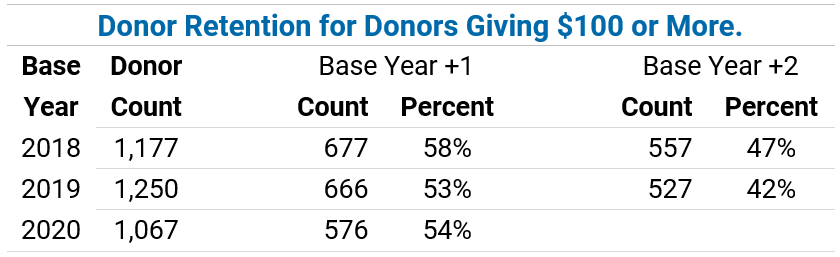 Donor Retention for Donors Giving $100 or More.
Base Donor Base Year +1 Base Year +2
Year Count Count Percent Count Percent
2018 1,177 677 58% 557 47%
2019 1,250 666 53% 527 42%
2020 1,067 576 54%